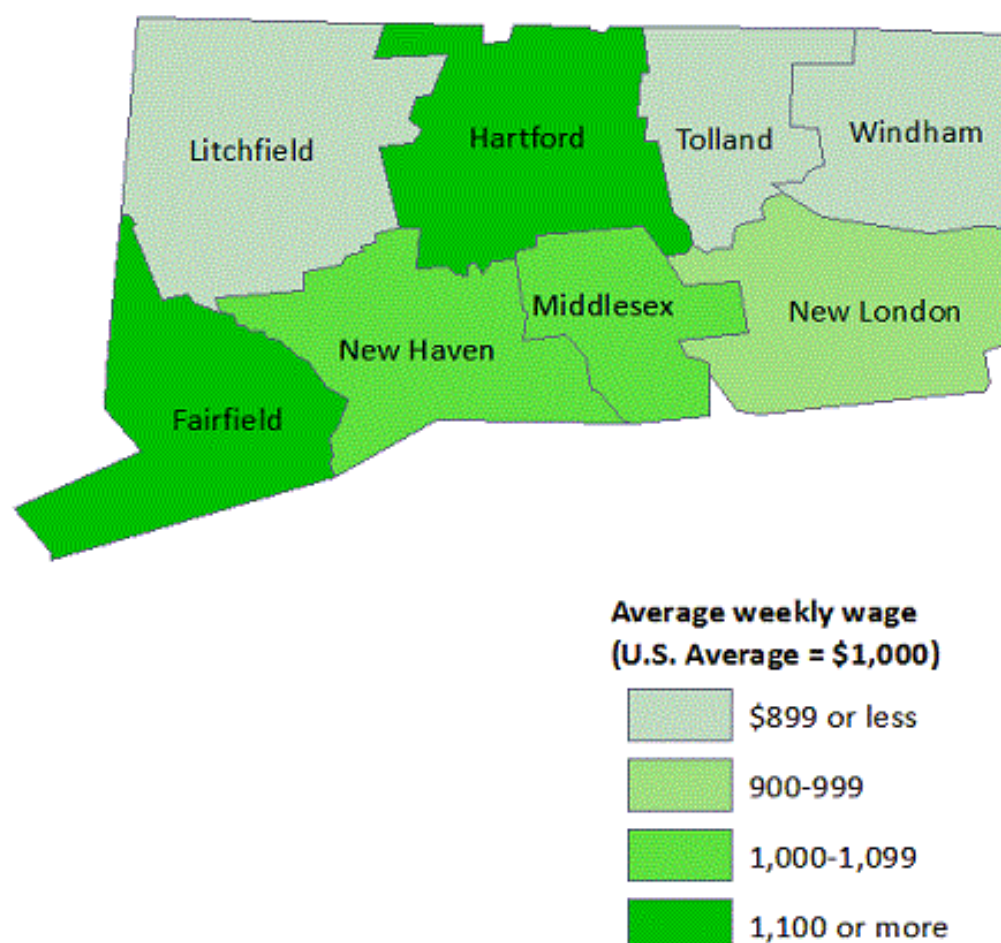 Litchfield
Hartford
Tolland
Windham
Middlesex
New London
New Haven
Fairfield
Average weekly wage
(U.S. Average = $1,000)
$899 or less
900-999
1,000-1,099
1,100 or more